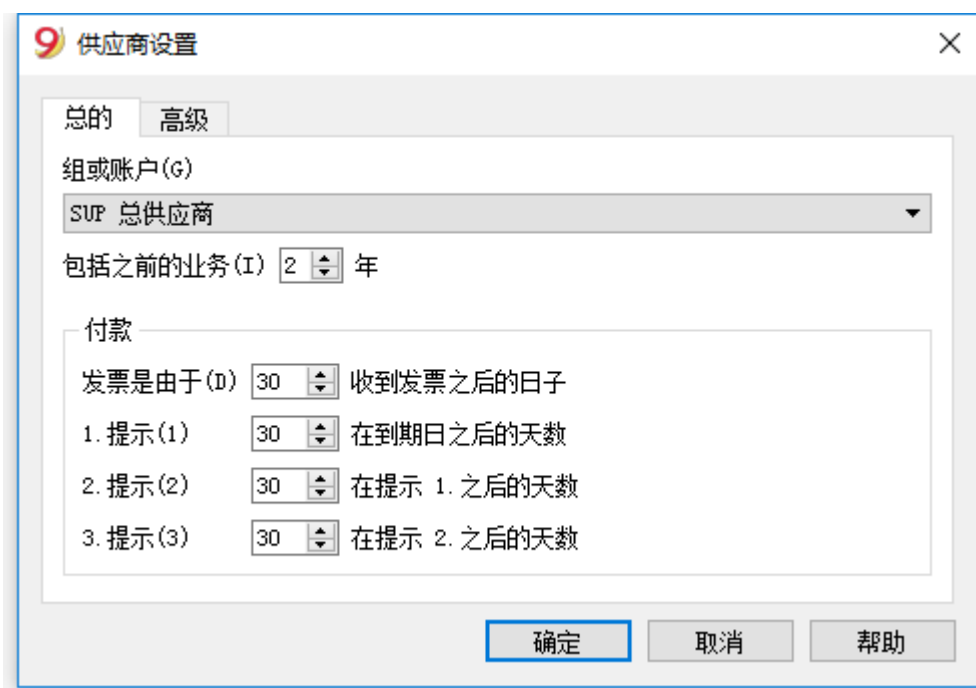 9 供应商设置
总的 高级
组或账户(G)
SUP 总供应商
包括之前的业务(I) 2 年
付款
发票是由于(D) 30 收到发票之后的日子
1.提示(1) 30 在到期日之后的天数
2.提示(2) 30 在提示 1.之后的天数
3.提示(3) 30 在提示 2.之后的天数
确定 取消 帮助